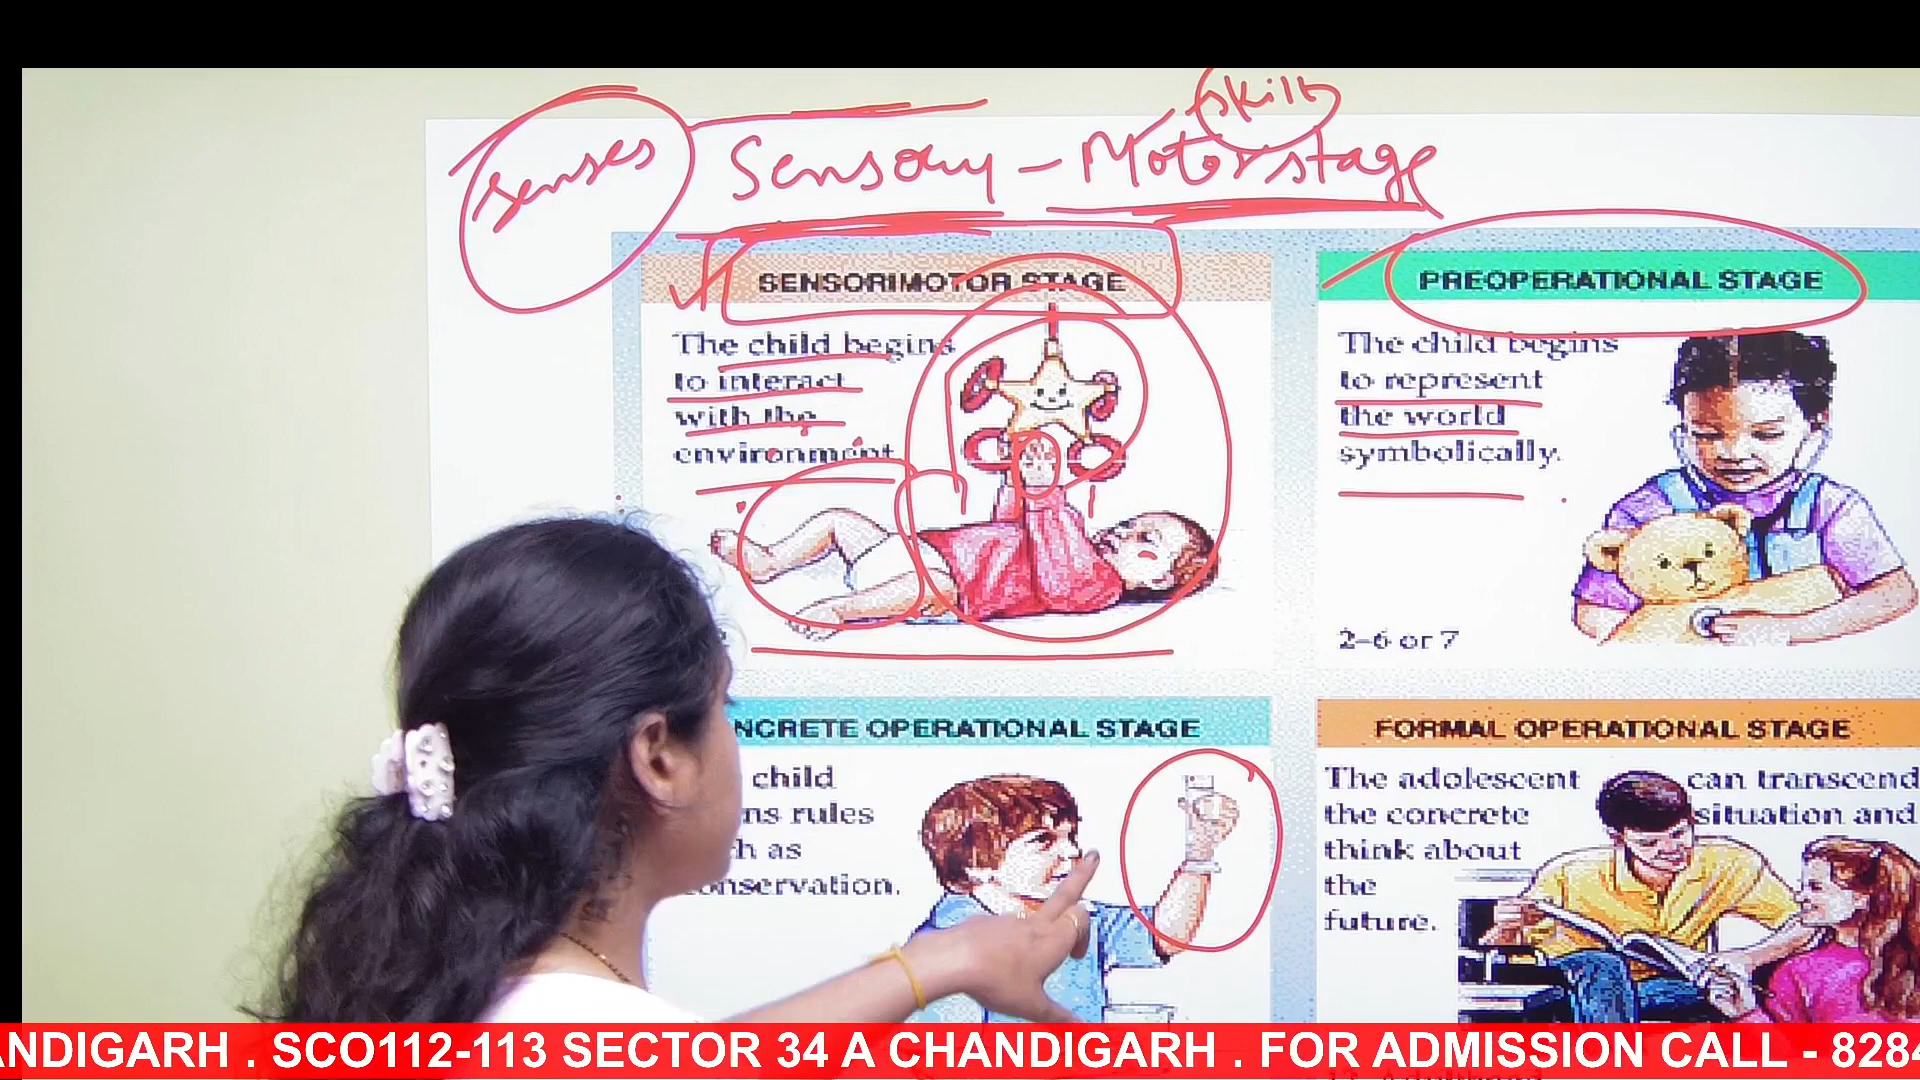 skill
senses
Sensory - Motor stage
SENSORIMOTOR STAGE
The child begins
to interact
with the
environment
PREOPERATIONAL STAGE
The child begins
to represent
the world
symbolically.
2–6 or 7
NCRETE OPERATIONAL STAGE
child
ns rules
h as
onservation.
FORMAL OPERATIONAL STAGE
The adolescent can transcend
the concrete situation and
think about
the
future.
ANDIGARH . SCO112-113 SECTOR 34 A CHANDIGARH . FOR ADMISSION CALL - 828